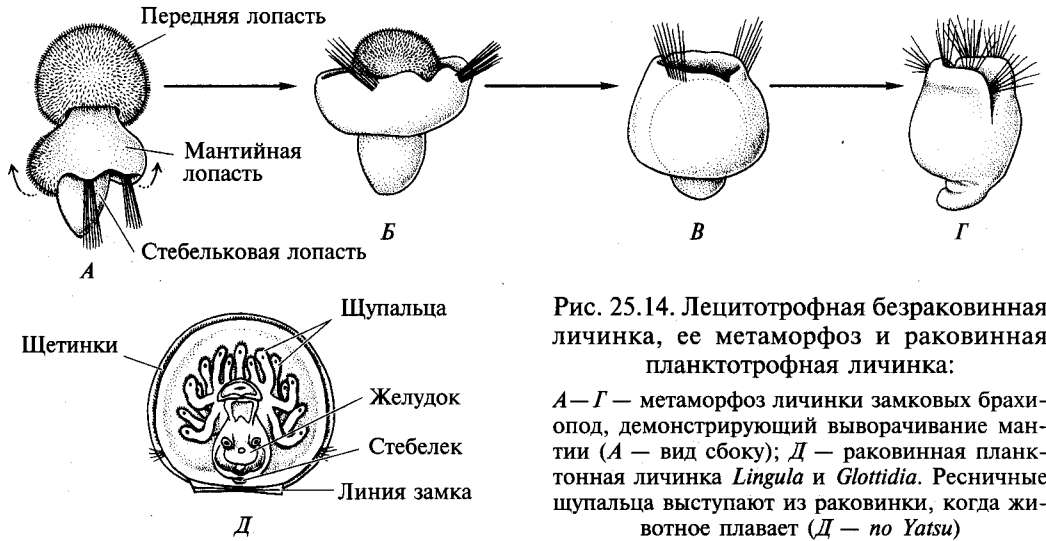 Передняя лопасть
Мантийная
лопасть
Стебельковая лопасть
А
Б
В
Г
Щупальца
Щетинки
Желудок
Стебелек
Линия замка
Д
Рис. 25.14. Лецитотрофная безраковинная
личинка, ее метаморфоз и раковинная
планктотрофная личинка:
А—Г — метаморфоз личинки замковых брахи-
опод, демонстрирующий выворачивание ман-
тии (А — вид сбоку); Д — раковинная планк-
тонная личинка Lingula и Glottidia. Ресничные
щупальца выступают из раковинки, когда жи-
вотное плавает (Д — по Yatsu)